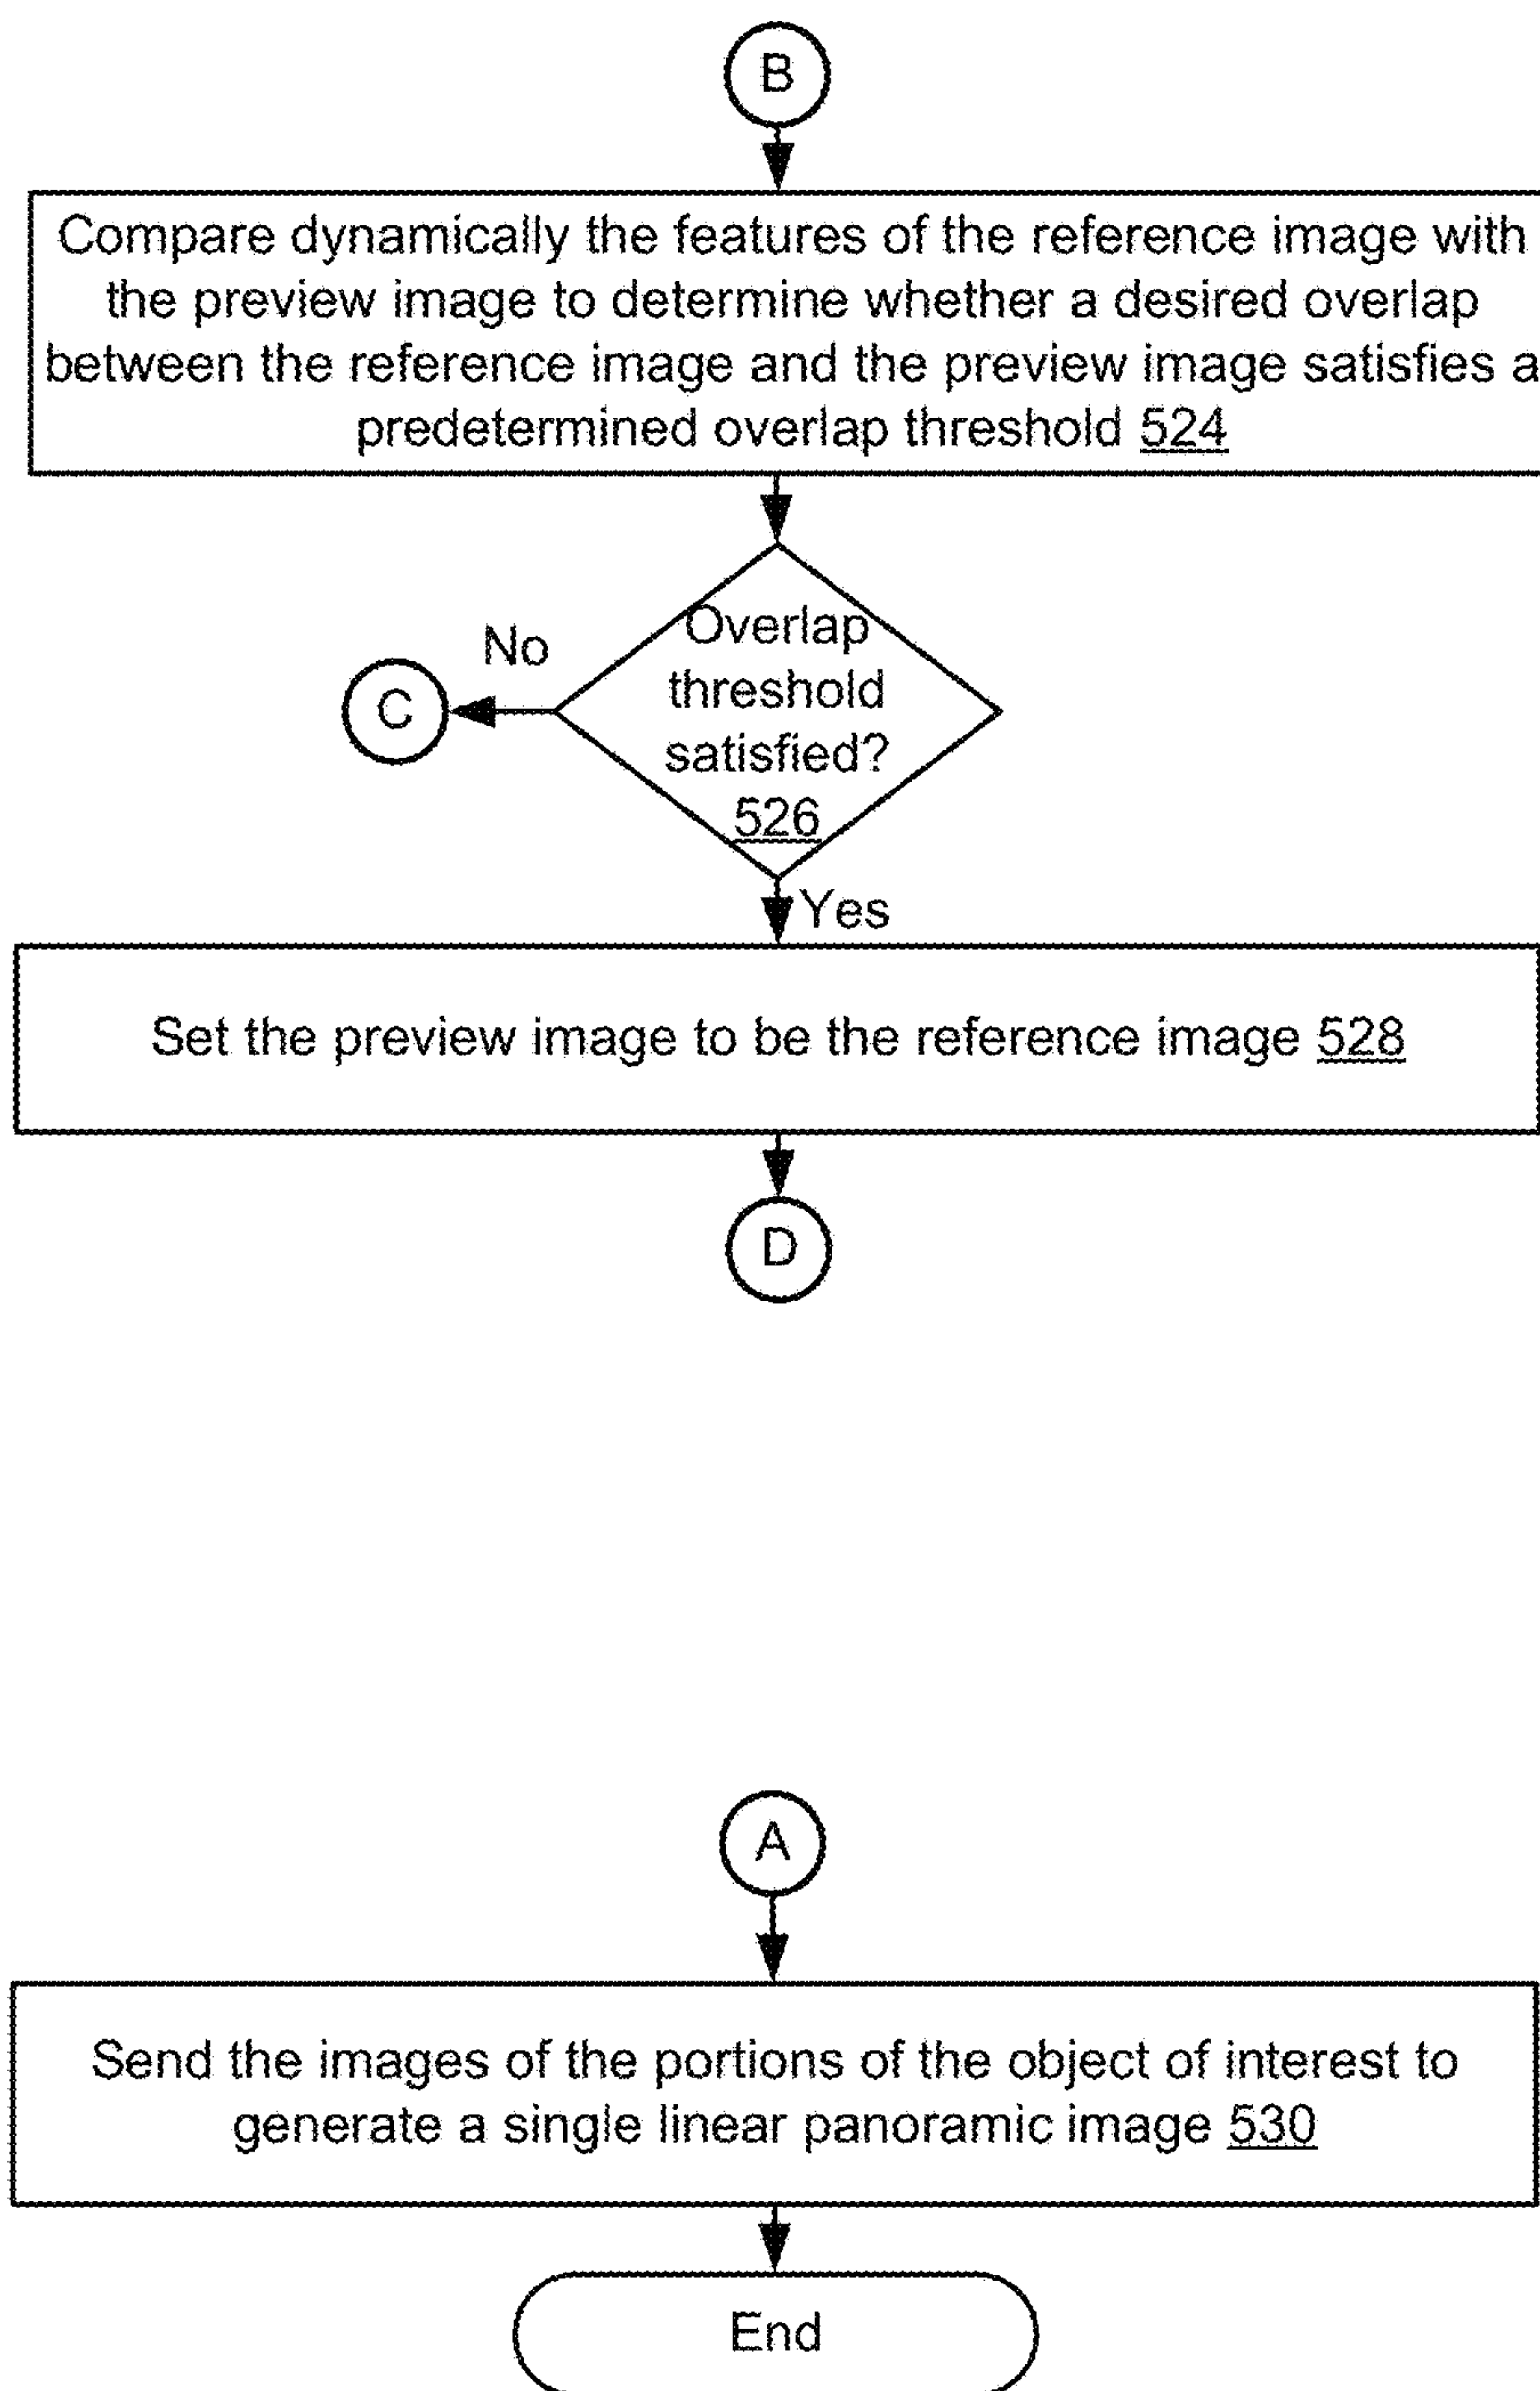 B
Compare dynamically the features of the reference image with
the preview image to determine whether a desired overlap
between the reference image and the preview image satisfies a
predetermined overlap threshold 524
Overlap
threshold
satisfied?
526
No
C
Yes
Set the preview image to be the reference image 528
D
A
Send the images of the portions of the object of interest to
generate a single linear panoramic image 530
End